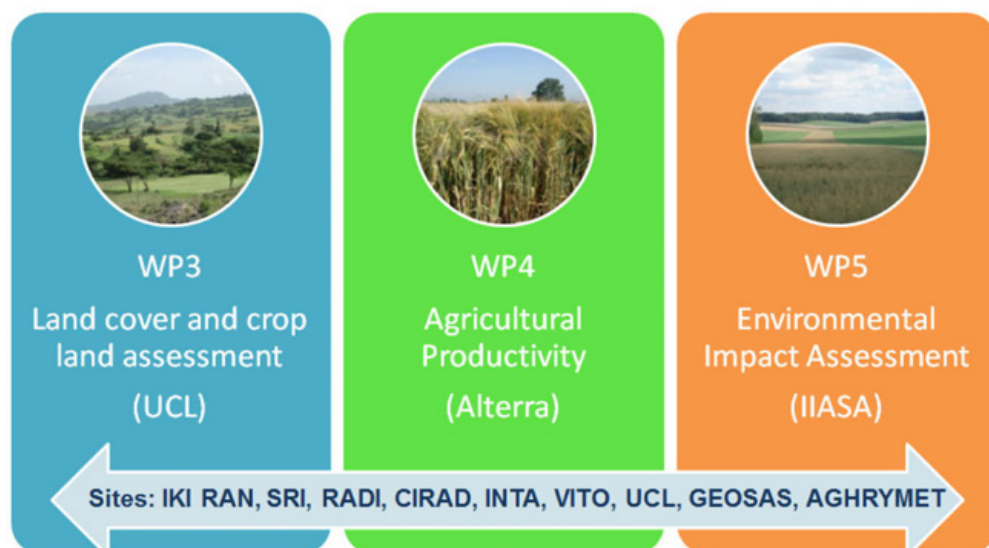 WP3
Land cover and crop
land assessment
(UCL)
WP4
Agricultural
Productivity
(Alterra)
WP5
Environmental
Impact Assessment
(IIASA)
Sites: IKI RAN, SRI, RADI, CIRAD, INTA, VITO, UCL, GEOSAS, AGHRYMET